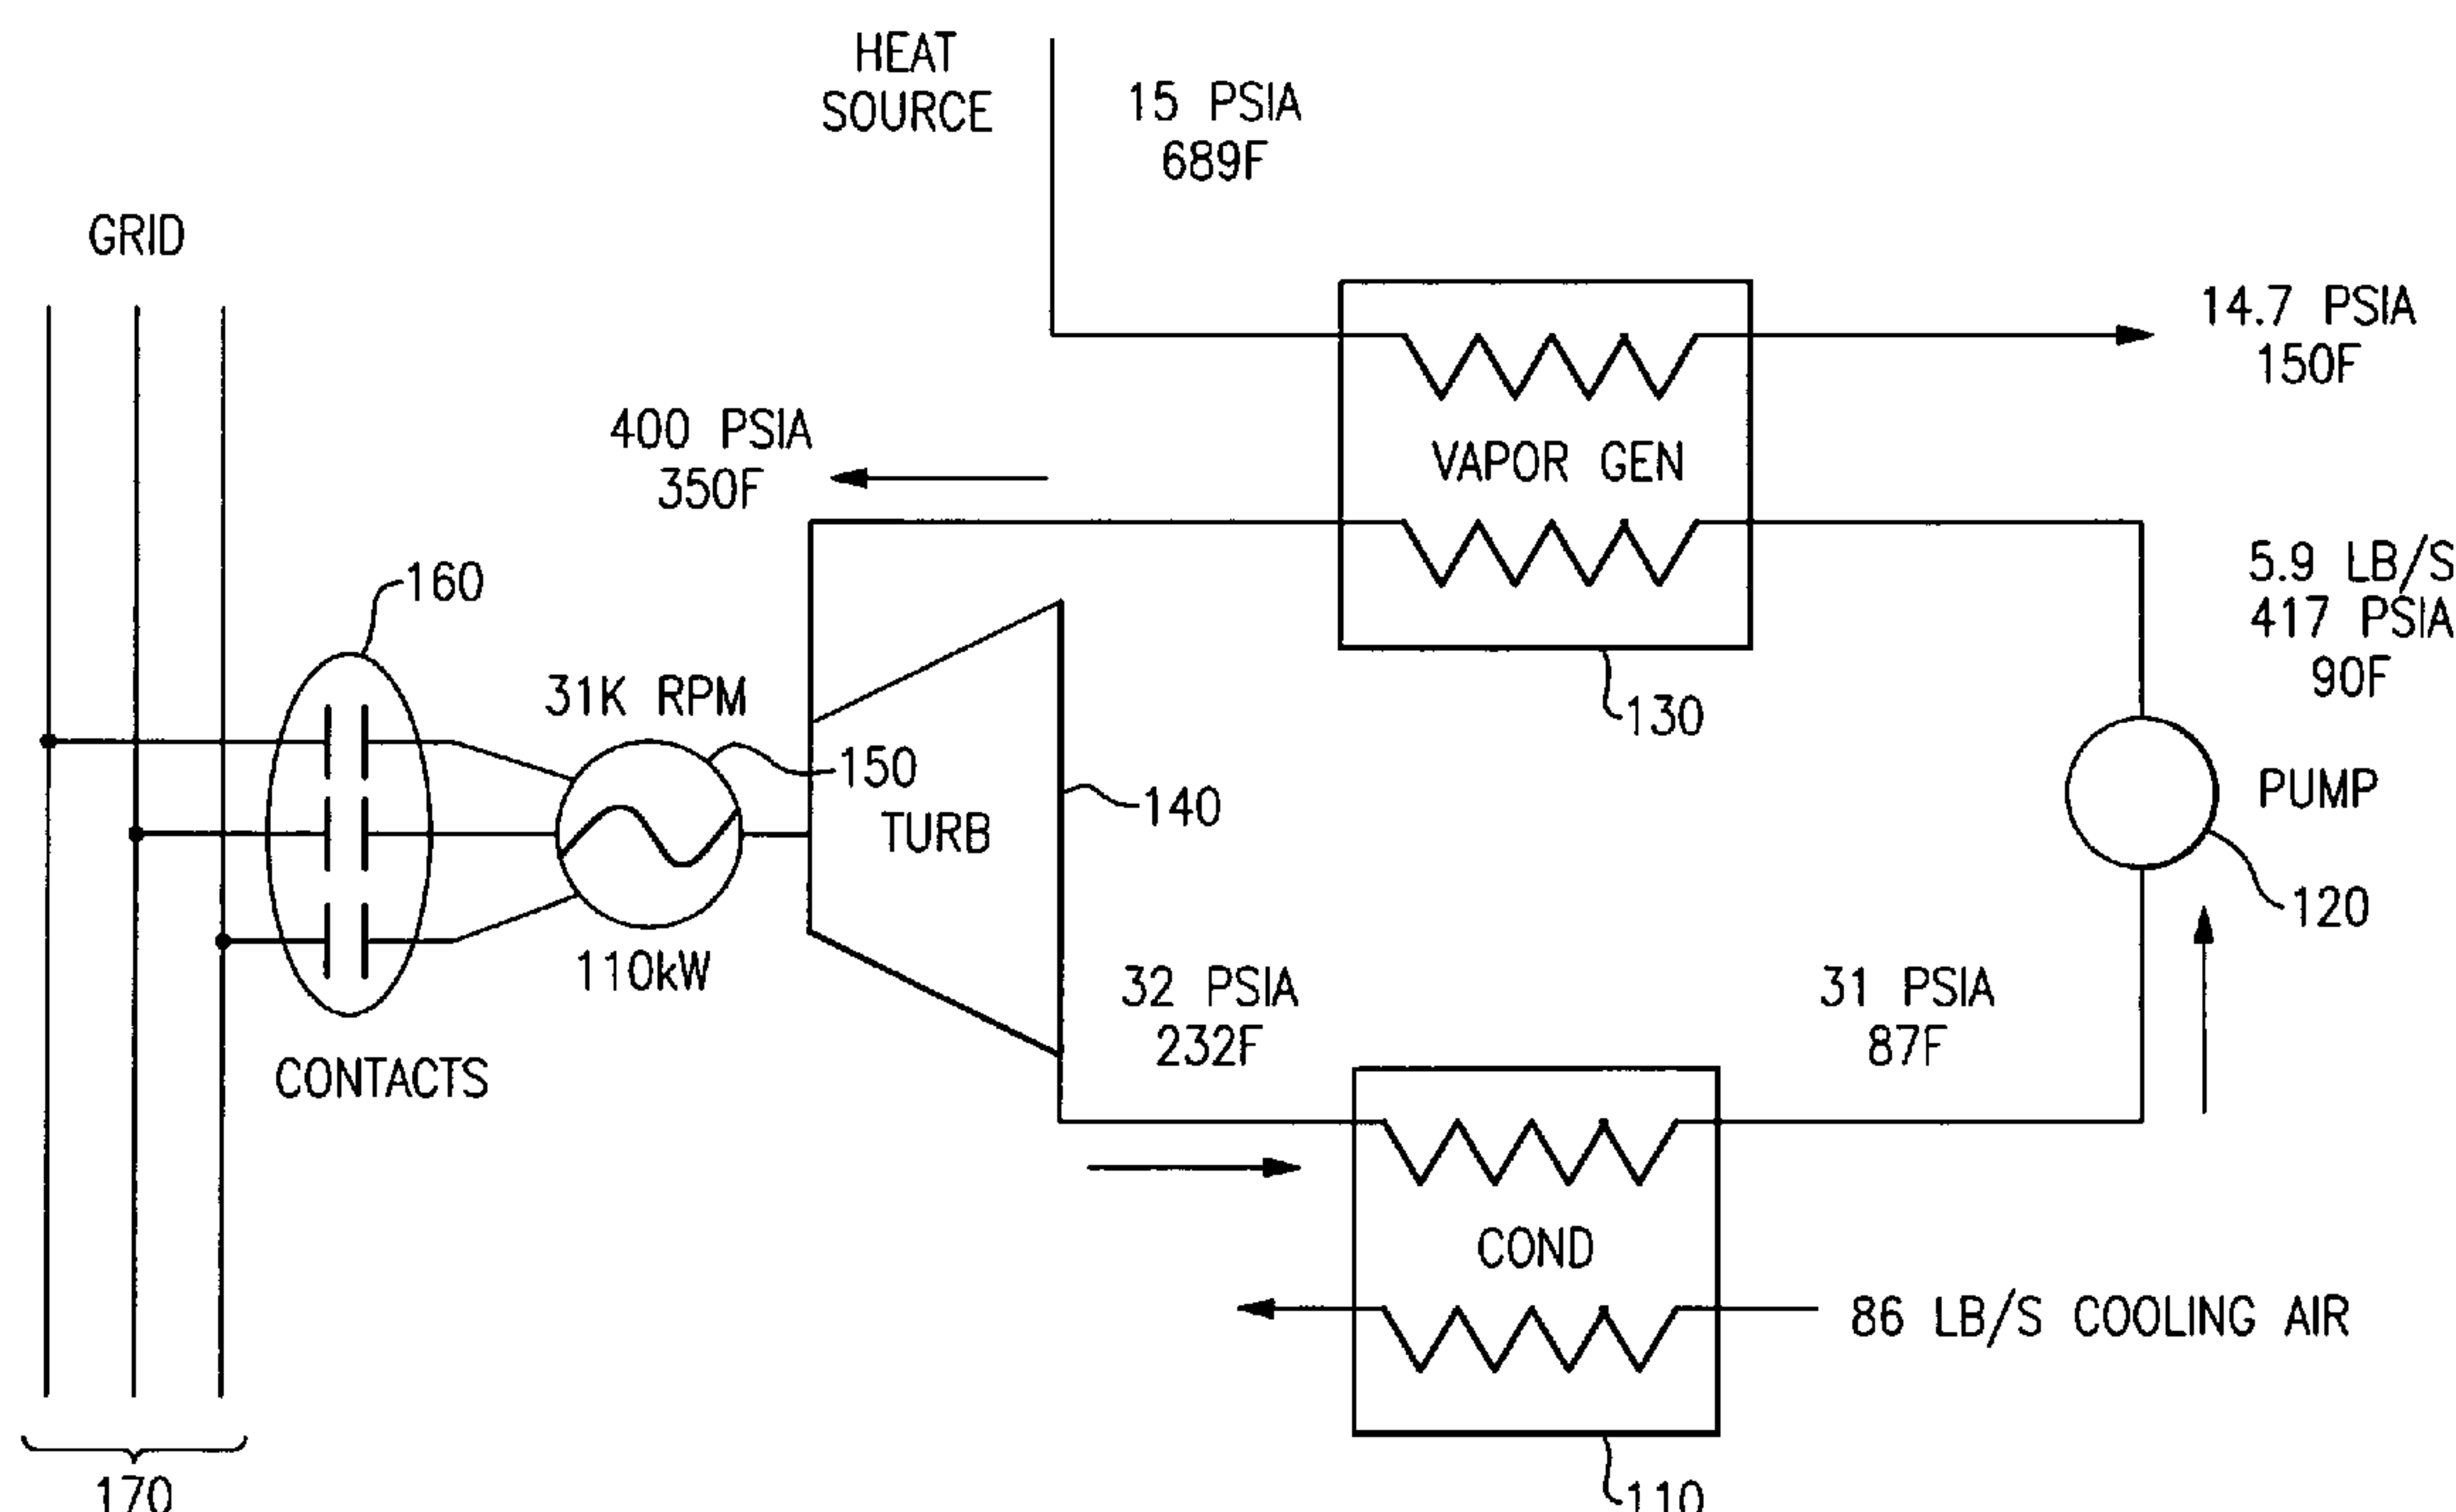 HEAT
SOURCE
15 PSIA
689F
GRID
14.7 PSIA
150F
400 PSIA
350F
VAPOR GEN
5.9 LB/S
417 PSIA
90F
160
31K RPM
130
150
TURB
140
PUMP
120
110kW
32 PSIA
232F
31 PSIA
87F
CONTACTS
COND
86 LB/S COOLING AIR
170
110